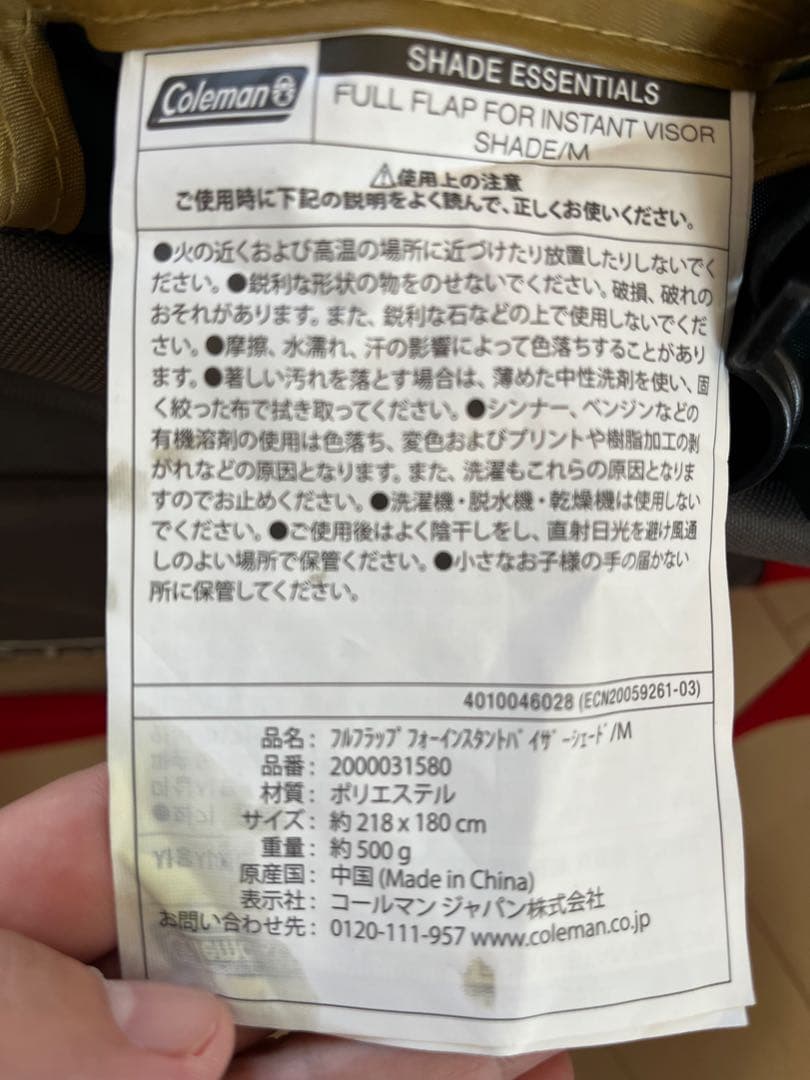 Coleman
SHADE ESSENTIALS
FULL FLAP FOR INSTANT VISOR
SHADE/M
⚠使用上の注意
ご使用時に下記の説明をよく読んで、正しくお使いください。
●火の近くおよび高温の場所に近づけたり放置したりしないでく
ださい。●鋭利な形状の物をのせないでください。破損、破れの
おそれがあります。また、鋭利な石などの上で使用しないでくだ
さい。●摩擦、水濡れ、汗の影響によって色落ちすることがあり
ます。●著しい汚れを落とす場合は、薄めた中性洗剤を使い、固
く絞った布で拭き取ってください。●シンナー、ベンジンなどの
有機溶剤の使用は色落ち、変色およびプリントや樹脂加工の剥
がれなどの原因となります。また、洗濯もこれらの原因となりま
すのでお止めください。●洗濯機・脱水機・乾燥機は使用しない
でください。●ご使用後はよく陰干しをし、直射日光を避け風通
しのよい場所で保管ください。●小さなお子様の手の届かない
所に保管してください。
4010046028 (ECN20059261-03)
品名： ﾌﾙﾌﾗｯﾌﾟ ﾌｫｰｲﾝｽﾀﾝﾄﾊﾞｲｻﾞｰｼｪｰﾄﾞ/M
品番： 2000031580
材質： ポリエステル
サイズ： 約 218 x 180 cm
重量： 約 500 g
原産国： 中国 (Made in China)
表示社： コールマン ジャパン株式会社
お問い合わせ先： 0120-111-957 www.coleman.co.jp